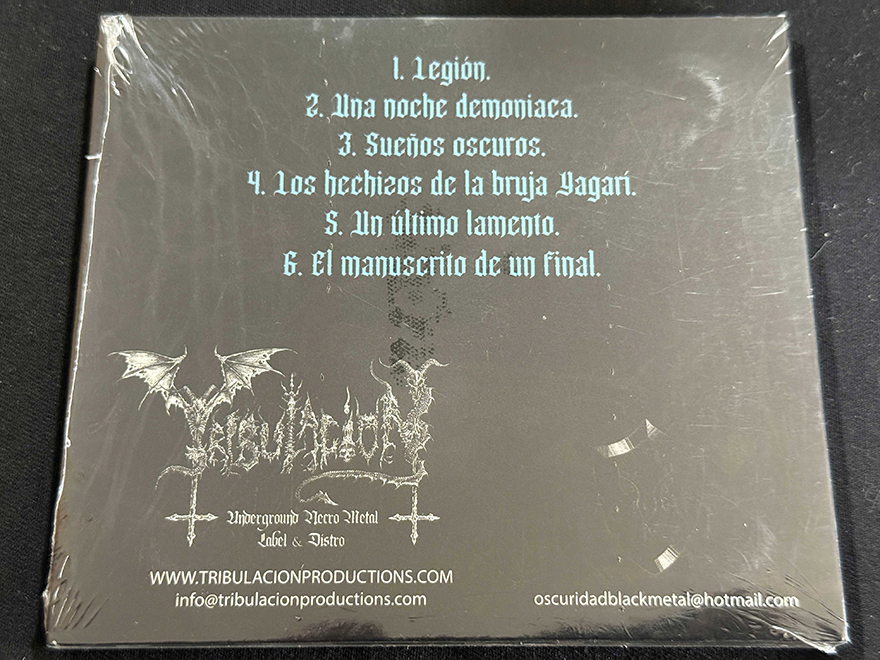 1. Legión.
2. Una noche demoniaca.
3. Sueños oscuros.
4. Los hechizos de la bruja Yagarí.
5. Un último lamento.
6. El manuscrito de un final.
TRIBULACION
Underground Necro Metal
Label & Distro
WWW.TRIBULACIONPRODUCTIONS.COM
info@tribulacionproductions.com
oscuridadblackmetal@hotmail.com